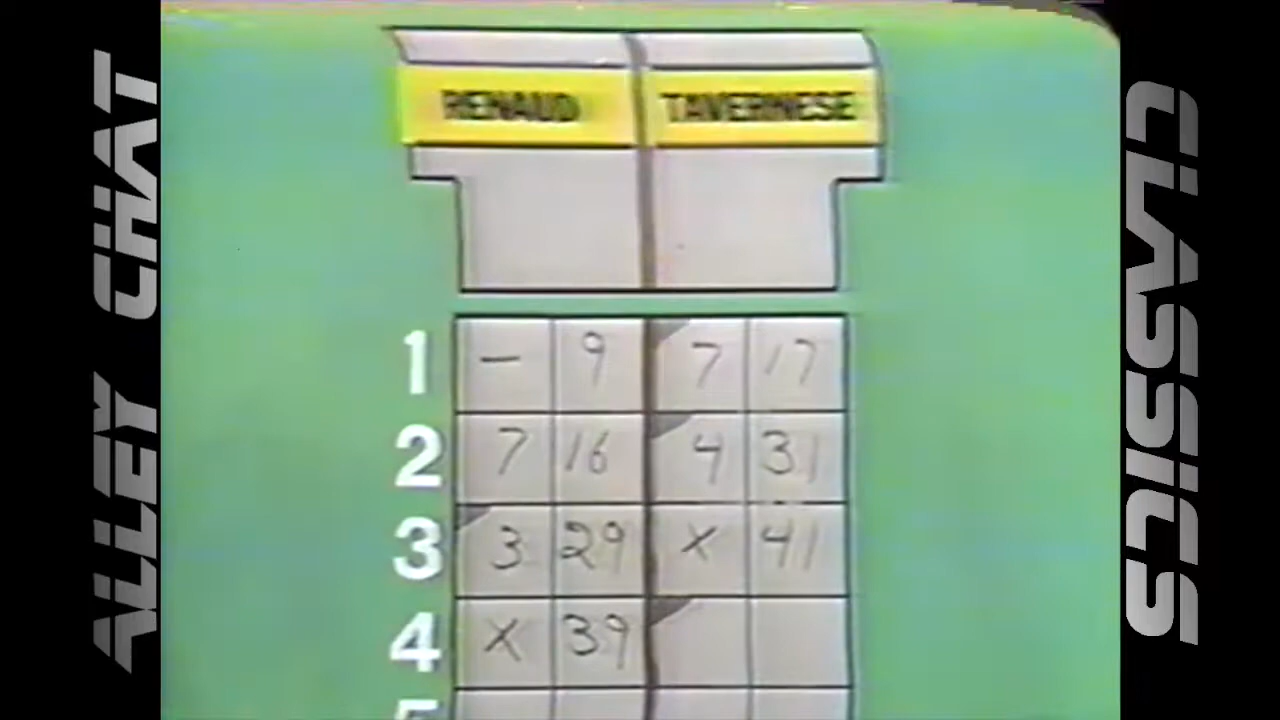 ALLEY CHAT
RENAUD TAVERNESE
1 – 9 7 17
2 7 16 4 31
3 3 29 X 41
4 X 39
5
CLASSICS